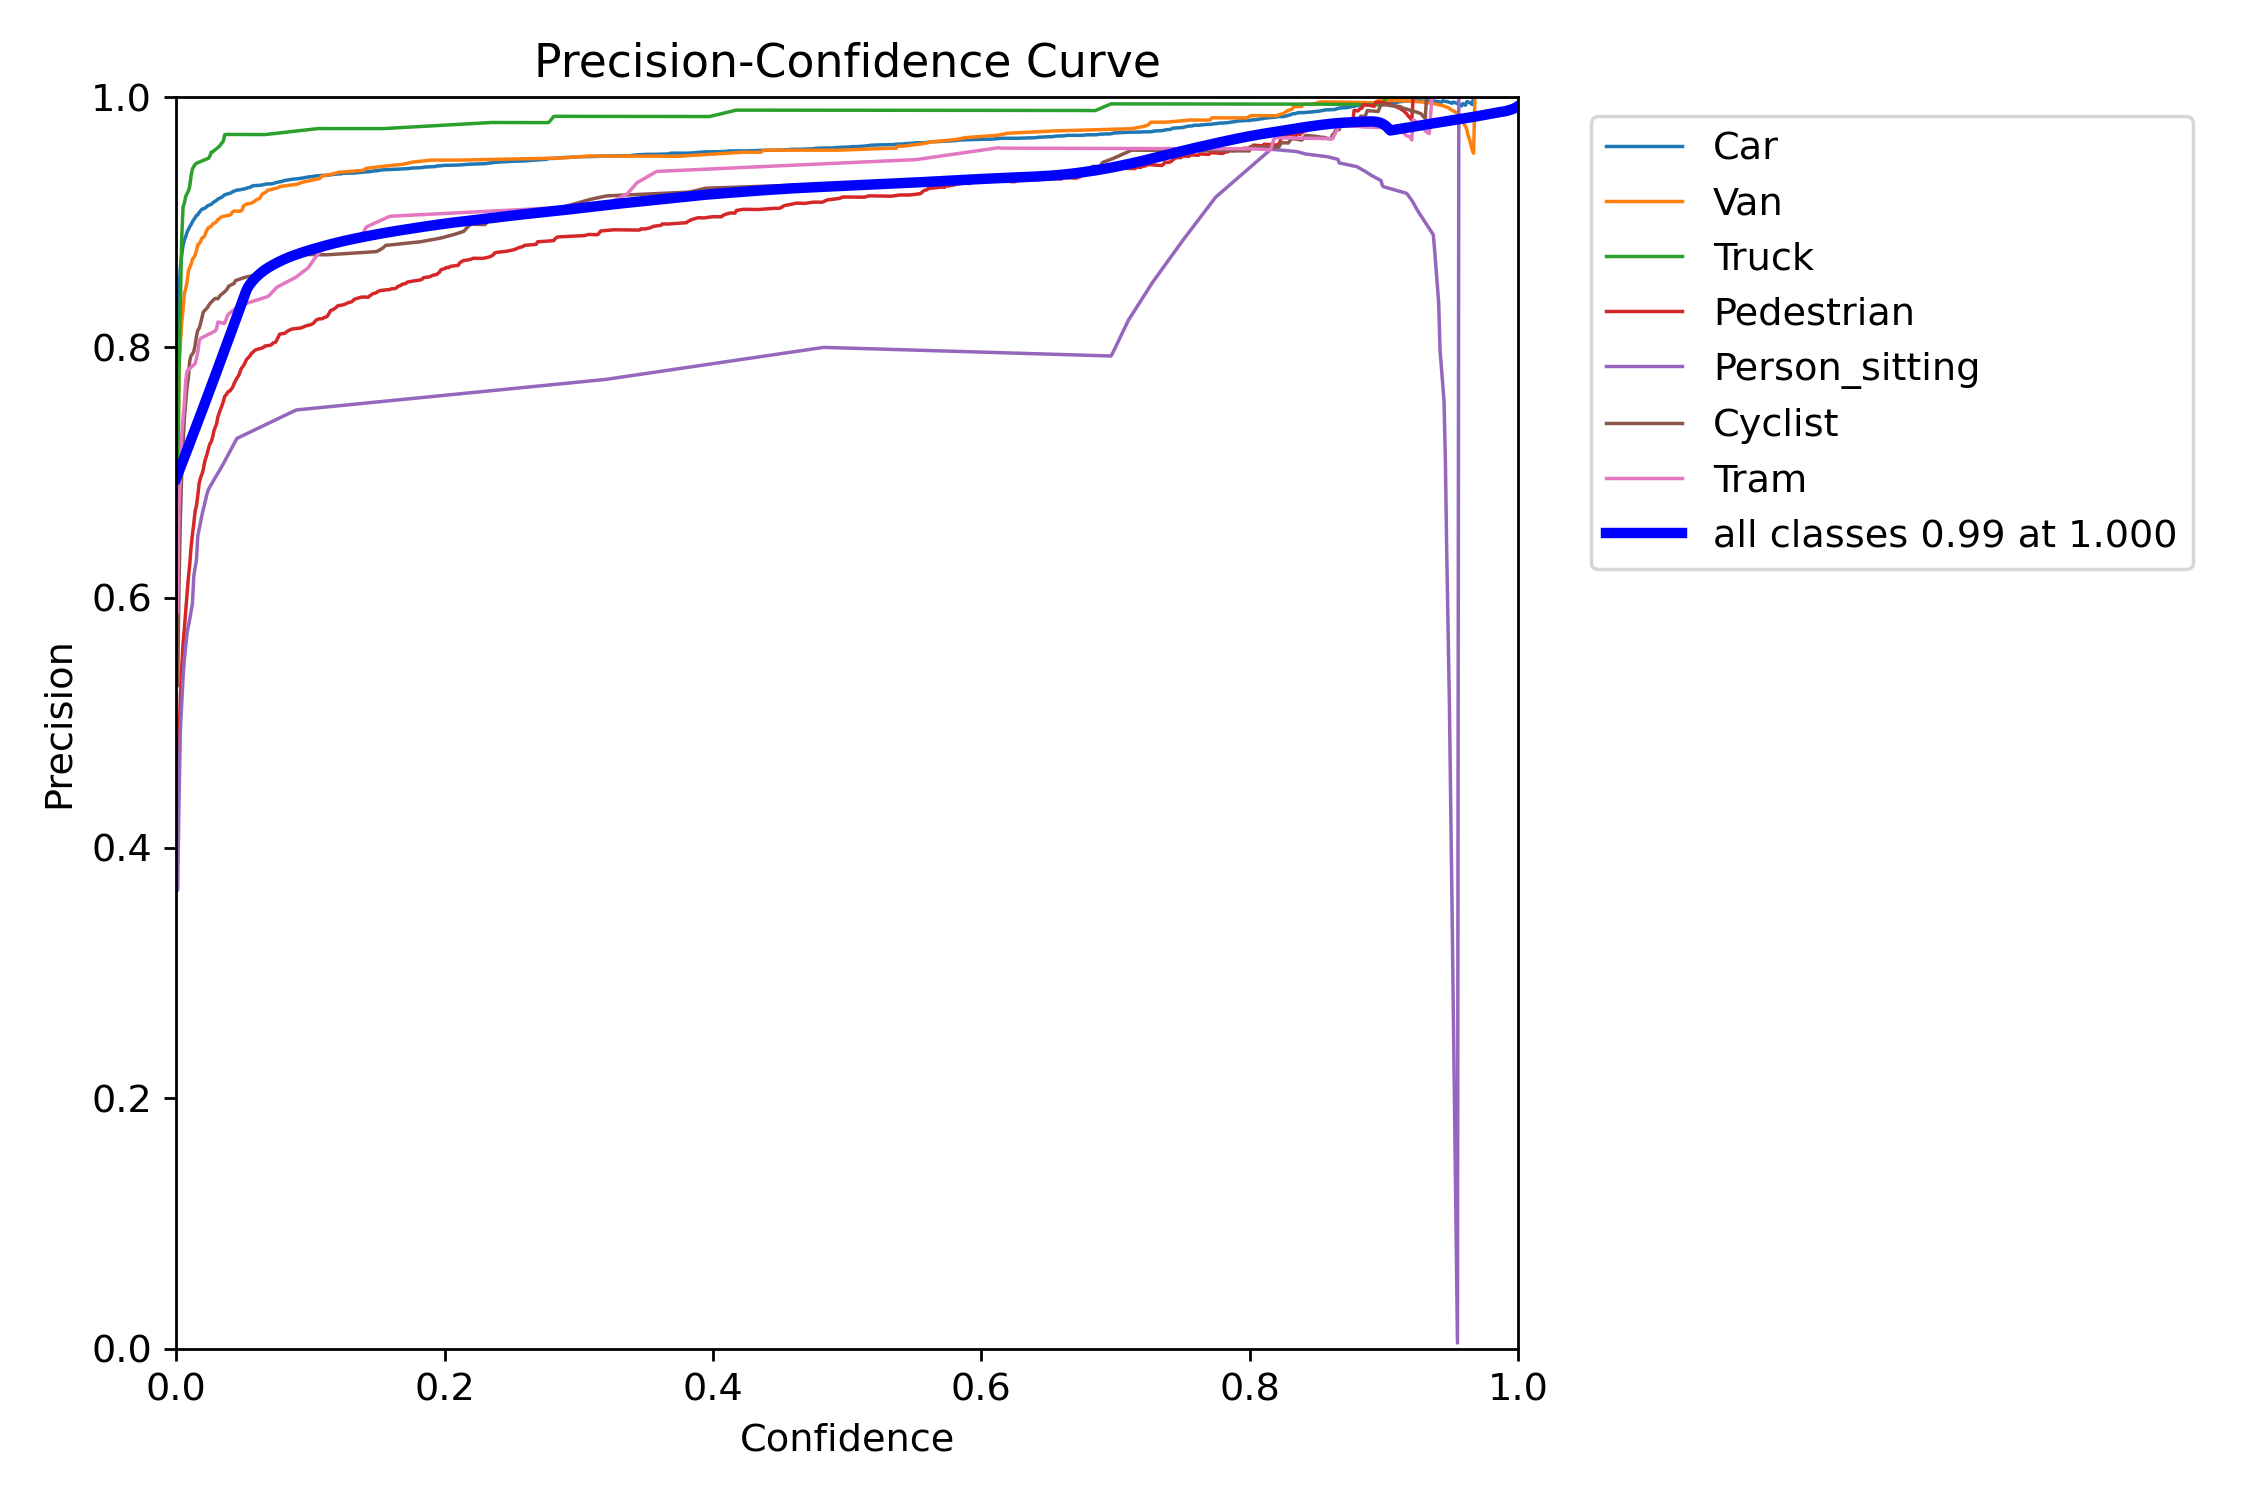 Precision-Confidence Curve
1.0
0.8
0.6
0.4
0.2
0.0
Precision
0.0 0.2 0.4 0.6 0.8 1.0
Confidence
Car
Van
Truck
Pedestrian
Person_sitting
Cyclist
Tram
all classes 0.99 at 1.000